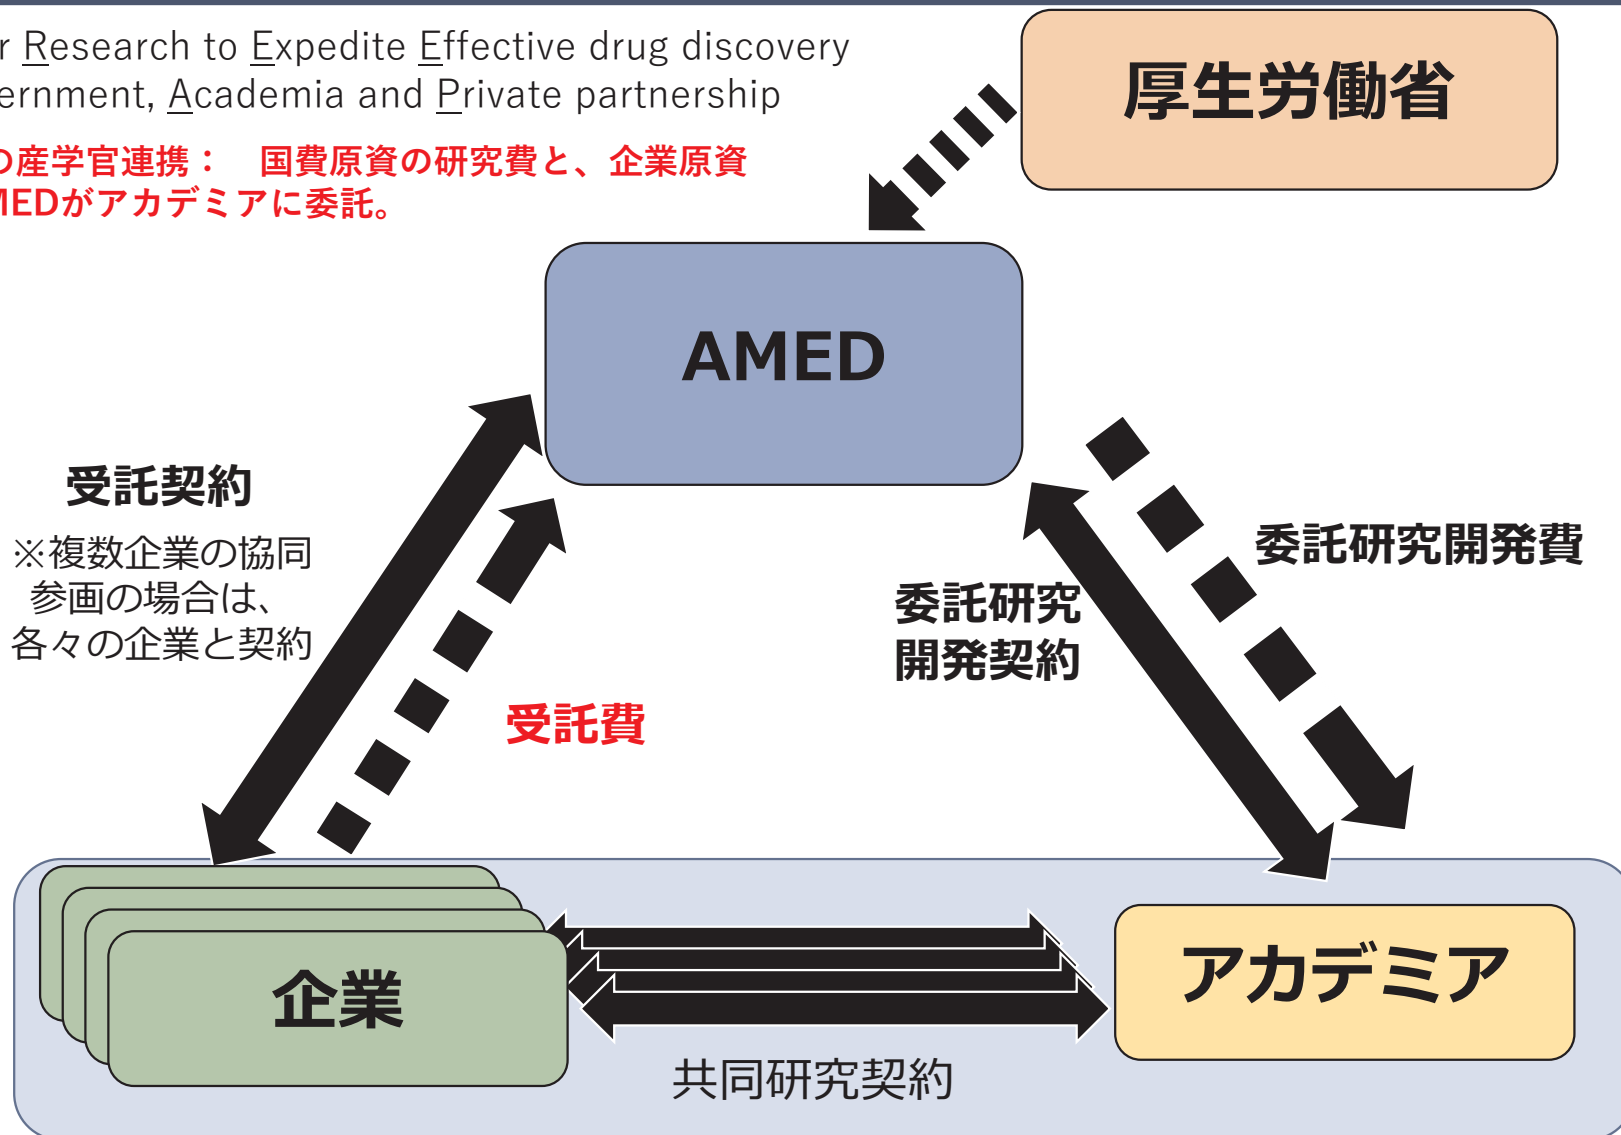 Research to Expedite Effective drug discovery
Academia and Private partnership
産学官連携： 国費原資の研究費と、企業原資
がアカデミアに委託。
厚生労働省
AMED
受託契約
※複数企業の協同
参画の場合は、
各々の企業と契約
受託費
委託研究
開発契約
委託研究開発費
企業
アカデミア
共同研究契約